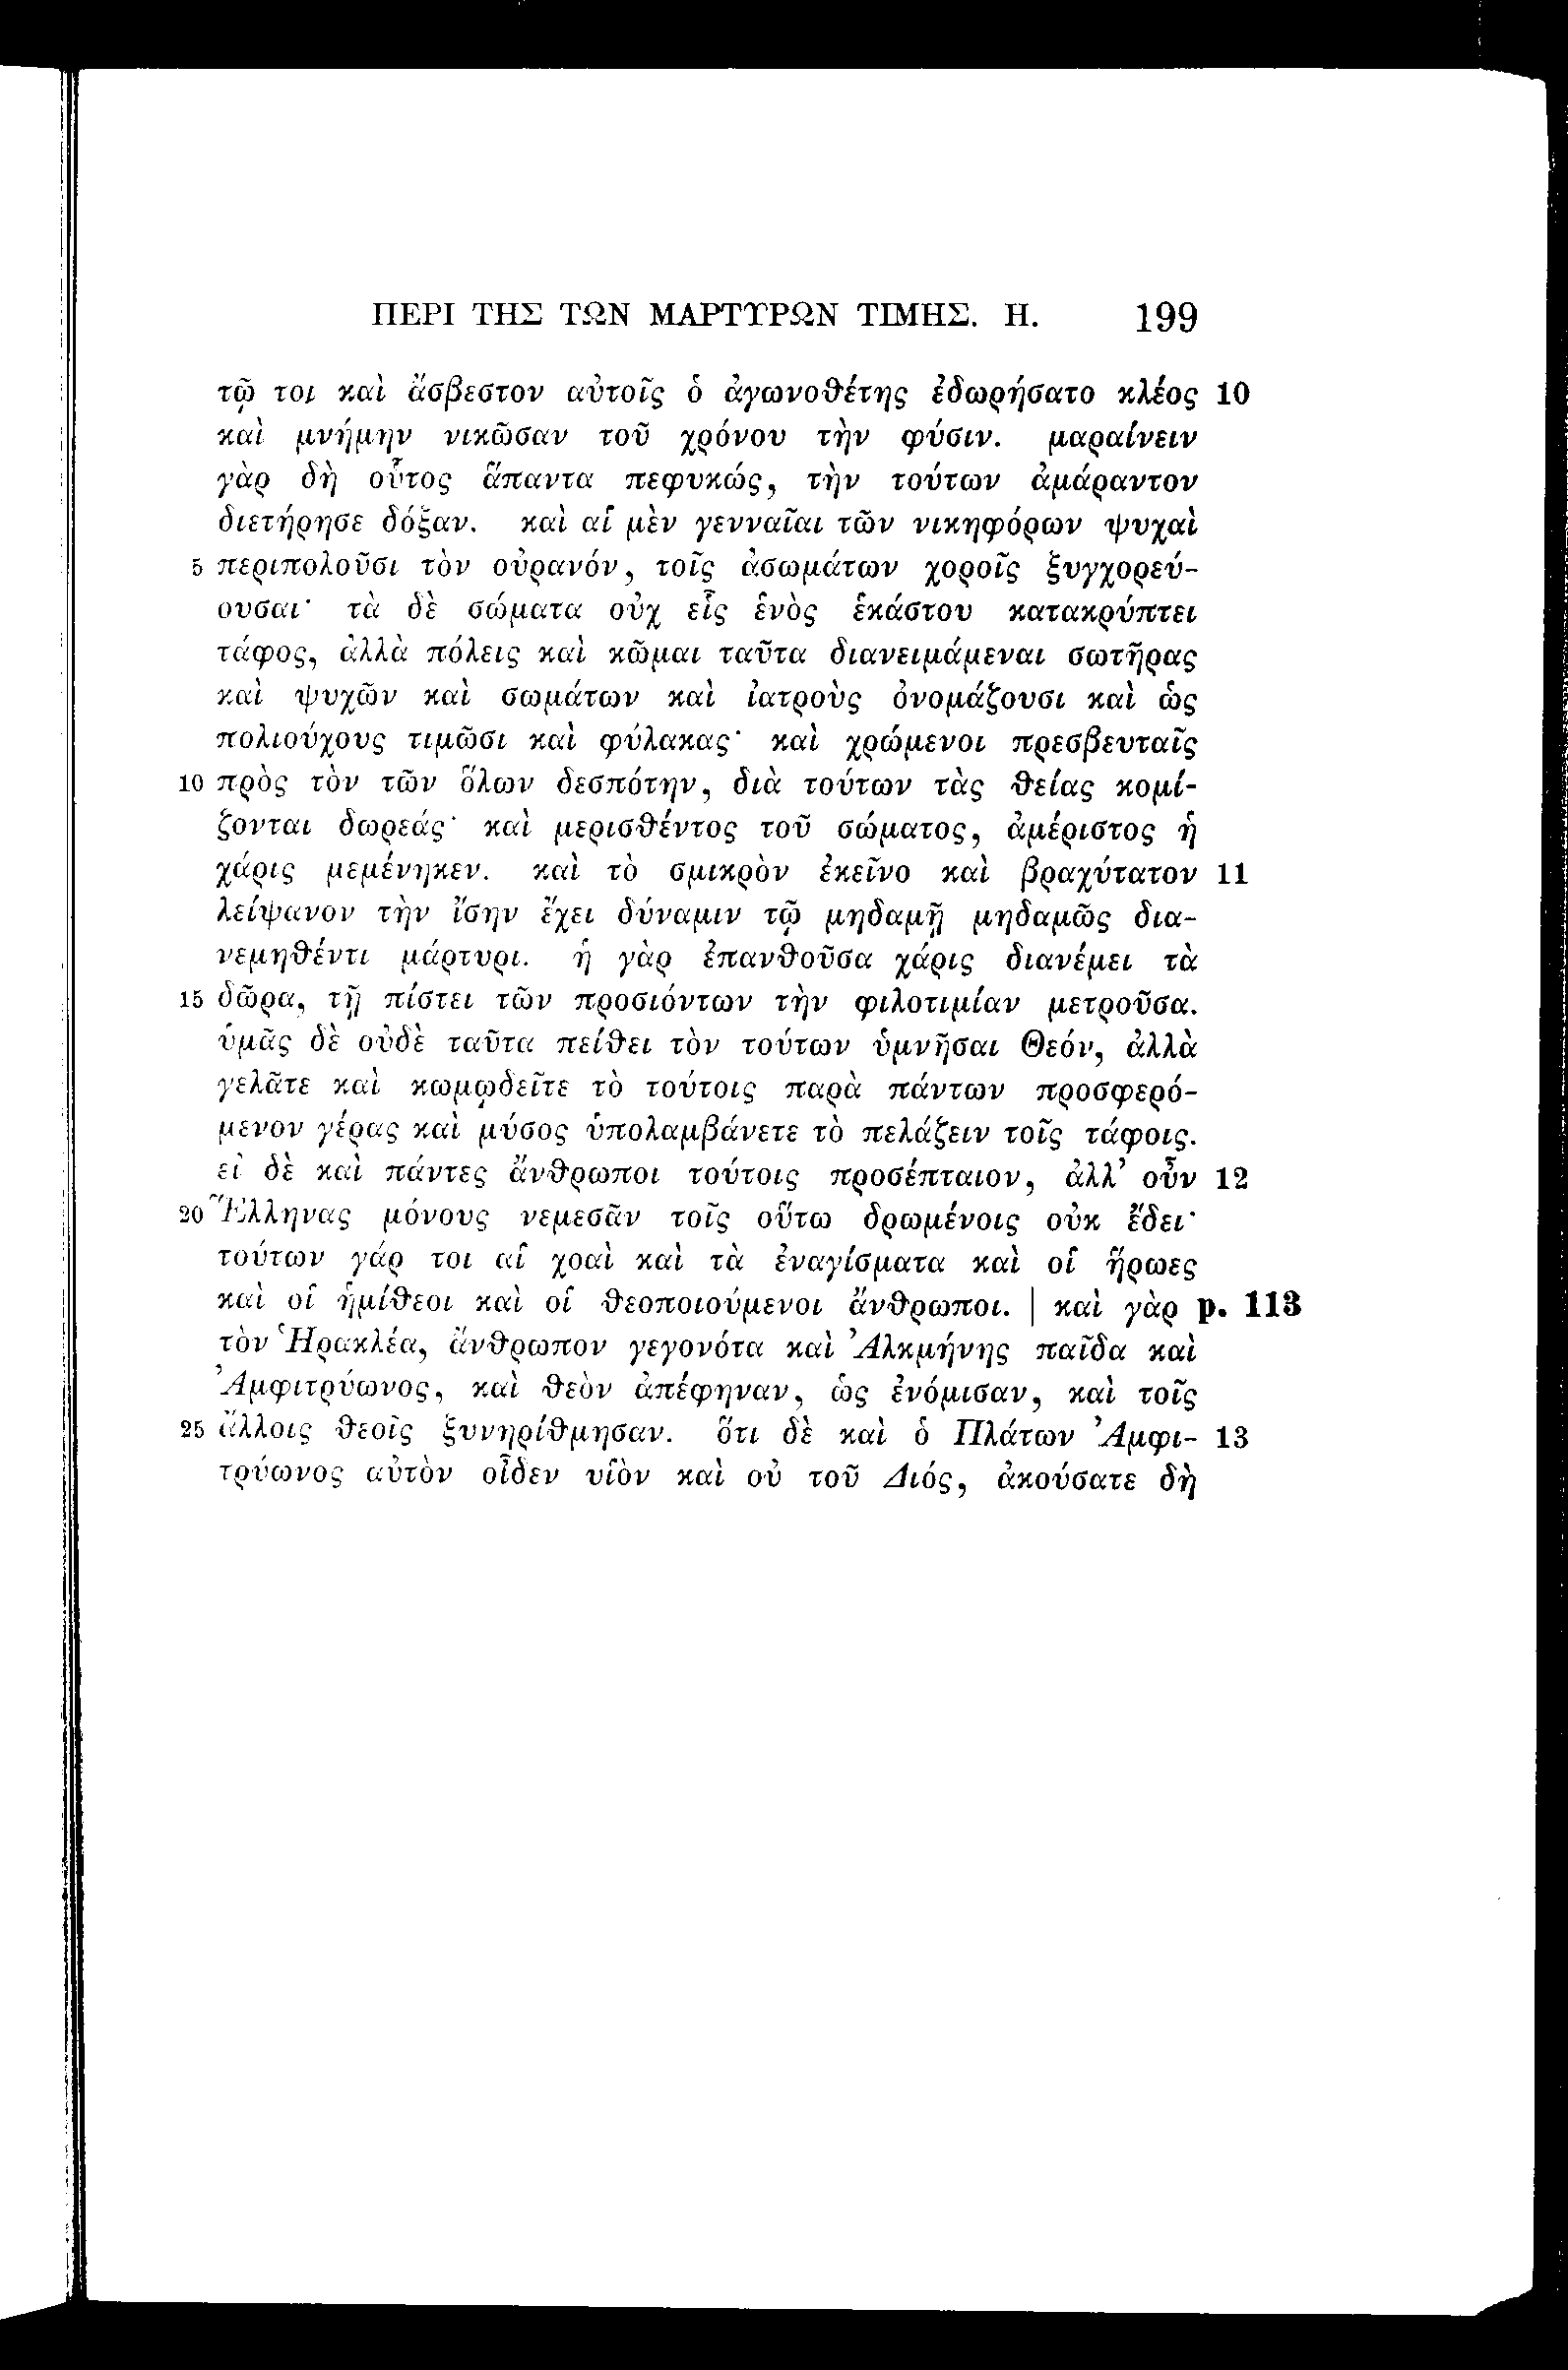 ΠΕΡΙ ΤΗΣ ΤΩΝ ΜΑΡΤΥΡΩΝ ΤΙΜΗΣ. Η. 199
τῷ τοι καὶ ἄσβεστον αὐτοῖς ὁ ἀγωνοθέτης ἐδωρήσατο κλέος 10
καὶ μνήμην νικῶσαν τοῦ χρόνου τὴν φύσιν. μαραίνειν
γὰρ δὴ οὗτος ἅπαντα πεφυκώς, τὴν τούτων ἀμάραντον
διετήρησε δόξαν. καὶ αἱ μὲν γενναῖαι τῶν νικηφόρων ψυχαὶ
5 περιπολοῦσι τὸν οὐρανόν, τοῖς ἀσωμάτων χοροῖς ξυγχορεύ-
ουσαι· τὰ δὲ σώματα οὐχ εἷς ἑνὸς ἑκάστου κατακρύπτει
τάφος, ἀλλὰ πόλεις καὶ κῶμαι ταῦτα διανειμάμεναι σωτῆρας
καὶ ψυχῶν καὶ σωμάτων καὶ ἰατροὺς ὀνομάζουσι καὶ ὡς
πολιούχους τιμῶσι καὶ φύλακας· καὶ χρώμενοι πρεσβευταῖς
10 πρὸς τὸν τῶν ὅλων δεσπότην, διὰ τούτων τὰς θείας κομί-
ζονται δωρεάς· καὶ μερισθέντος τοῦ σώματος, ἀμέριστος ἡ
χάρις μεμένηκεν. καὶ τὸ σμικρὸν ἐκεῖνο καὶ βραχύτατον 11
λείψανον τὴν ἴσην ἔχει δύναμιν τῷ μηδαμῇ μηδαμῶς δια-
νεμηθέντι μάρτυρι. ἡ γὰρ ἐπανθοῦσα χάρις διανέμει τὰ
15 δῶρα, τῇ πίστει τῶν προσιόντων τὴν φιλοτιμίαν μετροῦσα.
ὑμᾶς δὲ οὐδὲ ταῦτα πείθει τὸν τούτων ὑμνῆσαι Θεόν, ἀλλὰ
γελᾶτε καὶ κωμῳδεῖτε τὸ τούτοις παρὰ πάντων προσφερό-
μενον γέρας καὶ μύσος ὑπολαμβάνετε τὸ πελάζειν τοῖς τάφοις.
εἰ δὲ καὶ πάντες ἄνθρωποι τούτοις προσέπταιον, ἀλλ’ οὖν 12
20 Ἕλληνας μόνους νεμεσᾶν τοῖς οὕτω δρωμένοις οὐκ ἔδει·
τούτων γάρ τοι αἱ χοαὶ καὶ τὰ ἐναγίσματα καὶ οἱ ἥρωες
καὶ οἱ ἡμίθεοι καὶ οἱ θεοποιούμενοι ἄνθρωποι. | καὶ γὰρ p. 113
τὸν Ἡρακλέα, ἄνθρωπον γεγονότα καὶ Ἀλκμήνης παῖδα καὶ
Ἀμφιτρύωνος, καὶ θεὸν ἀπέφηναν, ὡς ἐνόμισαν, καὶ τοῖς
25 ἄλλοις θεοῖς ξυνηρίθμησαν. ὅτι δὲ καὶ ὁ Πλάτων Ἀμφι- 13
τρύωνος αὐτὸν οἶδεν υἱὸν καὶ οὐ τοῦ Διός, ἀκούσατε δὴ